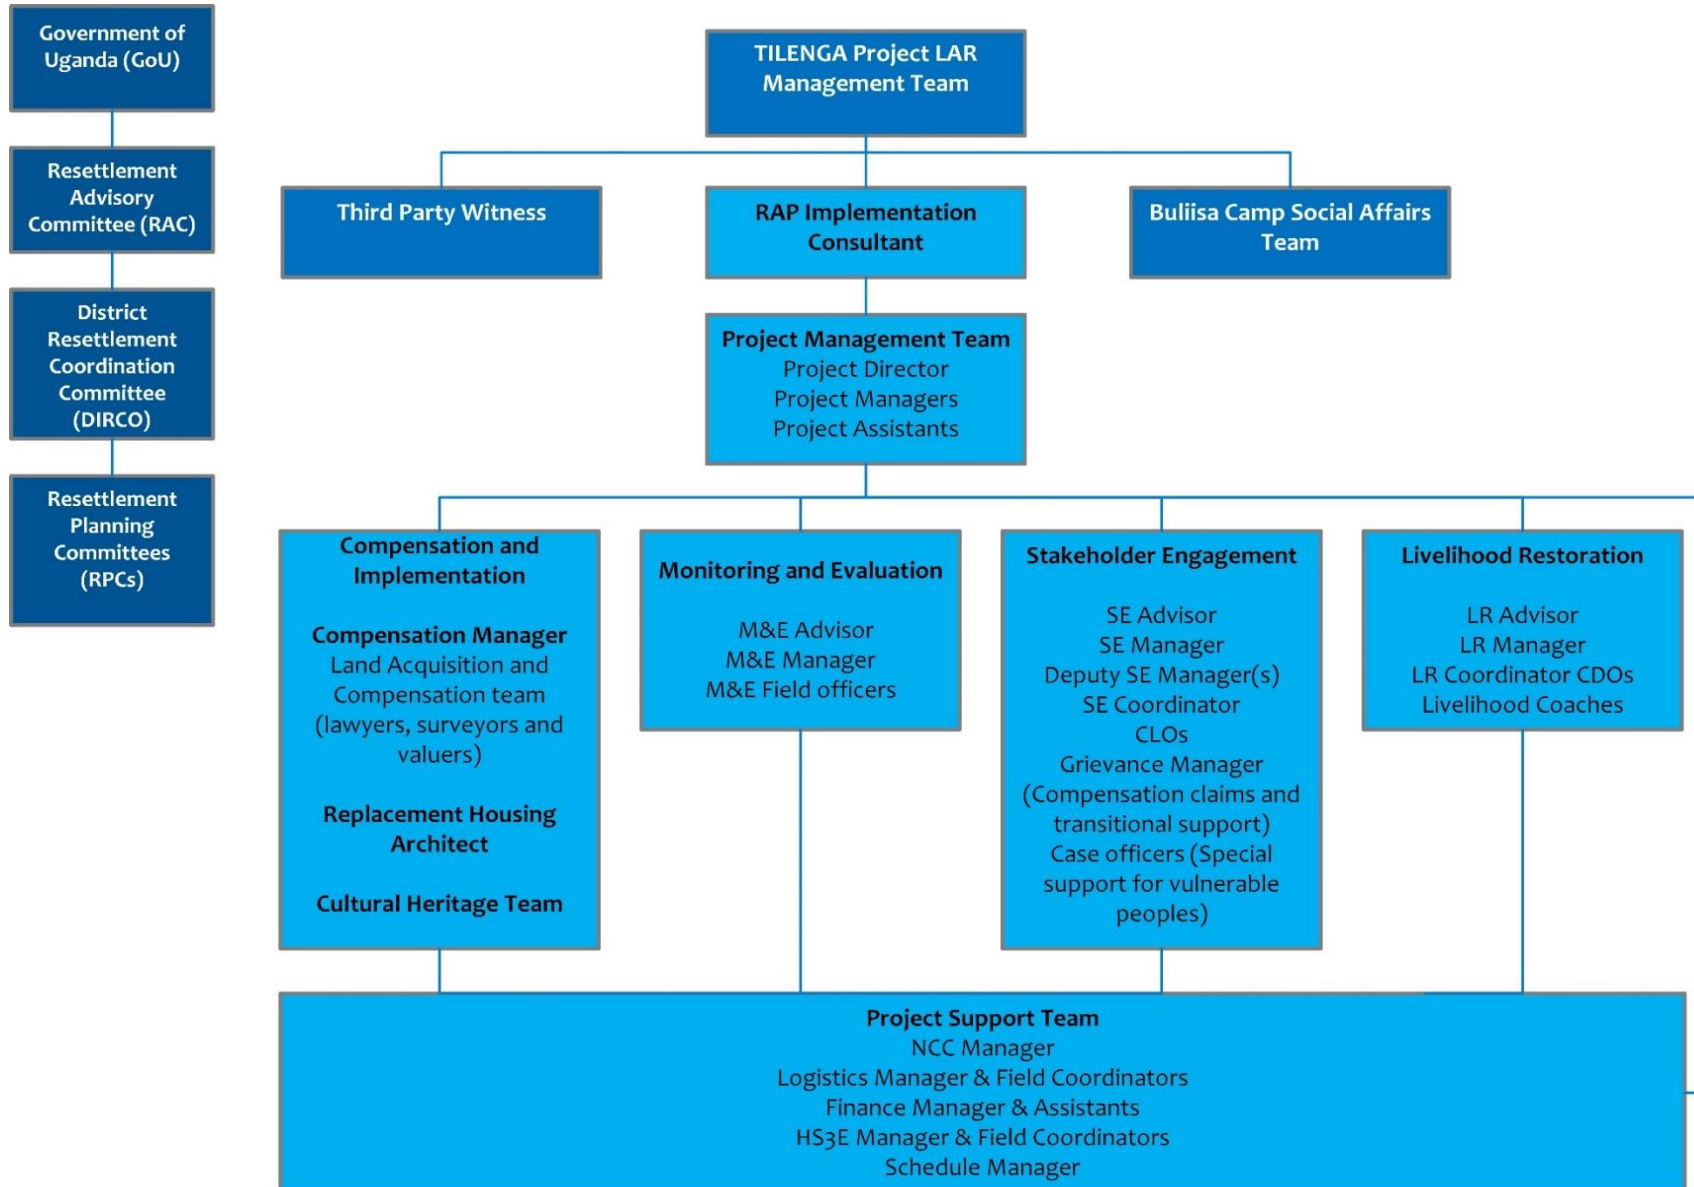 Government of
Uganda (GoU)
Resettlement
Advisory
Committee (RAC)
District
Resettlement
Coordination
Committee
(DIRCO)
Resettlement
Planning
Committees
(RPCs)
TILENGA Project LAR
Management Team
Third Party Witness
RAP Implementation
Consultant
Buliisa Camp Social Affairs
Team
Project Management Team
Project Director
Project Managers
Project Assistants
Compensation and
Implementation
Compensation Manager
Land Acquisition and
Compensation team
(lawyers, surveyors and
valuers)
Replacement Housing
Architect
Cultural Heritage Team
Monitoring and Evaluation
M&E Advisor
M&E Manager
M&E Field officers
Stakeholder Engagement
SE Advisor
SE Manager
Deputy SE Manager(s)
SE Coordinator
CLOs
Grievance Manager
(Compensation claims and
transitional support)
Case officers (Special
support for vulnerable
peoples)
Livelihood Restoration
LR Advisor
LR Manager
LR Coordinator CDOs
Livelihood Coaches
Project Support Team
NCC Manager
Logistics Manager & Field Coordinators
Finance Manager & Assistants
HS3E Manager & Field Coordinators
Schedule Manager